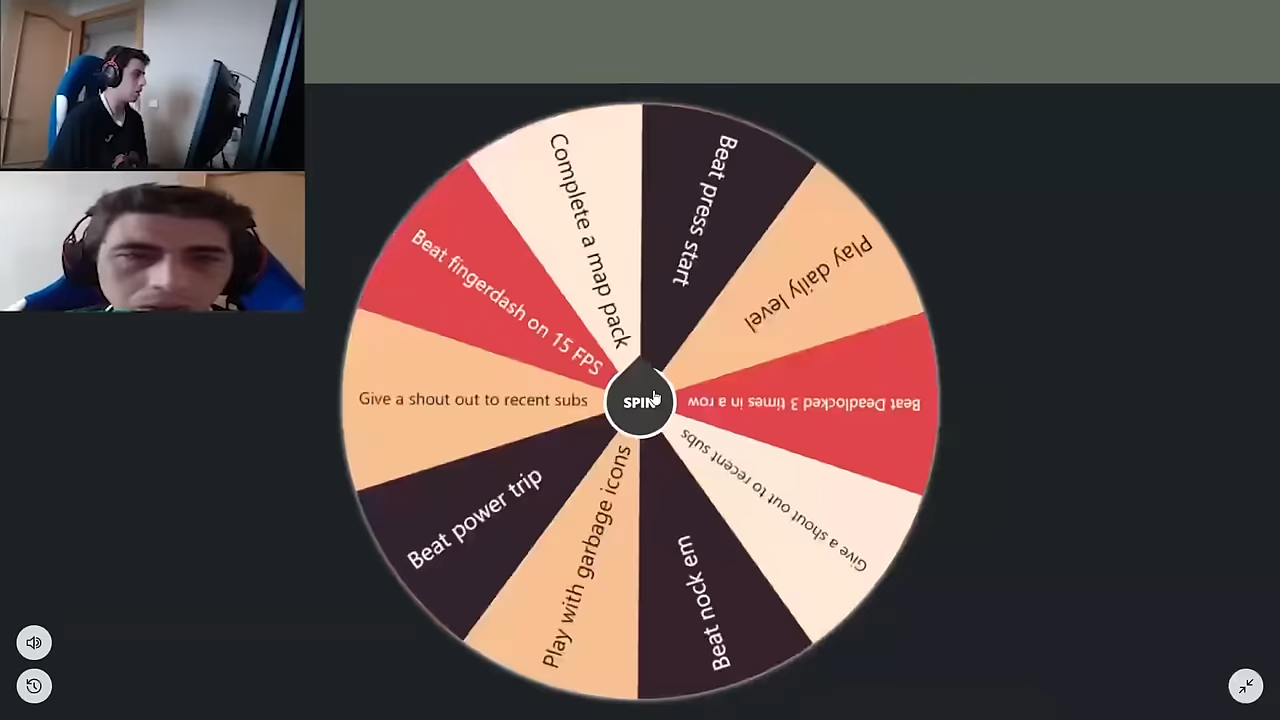 Complete a map pack
Beat press start
Play daily level
Beat Deadlocked 3 times in a row
Give a shout out to recent subs
Beat nock em
Play with garbage icons
Beat power trip
Give a shout out to recent subs
Beat fingerdash on 15 FPS
SPIN